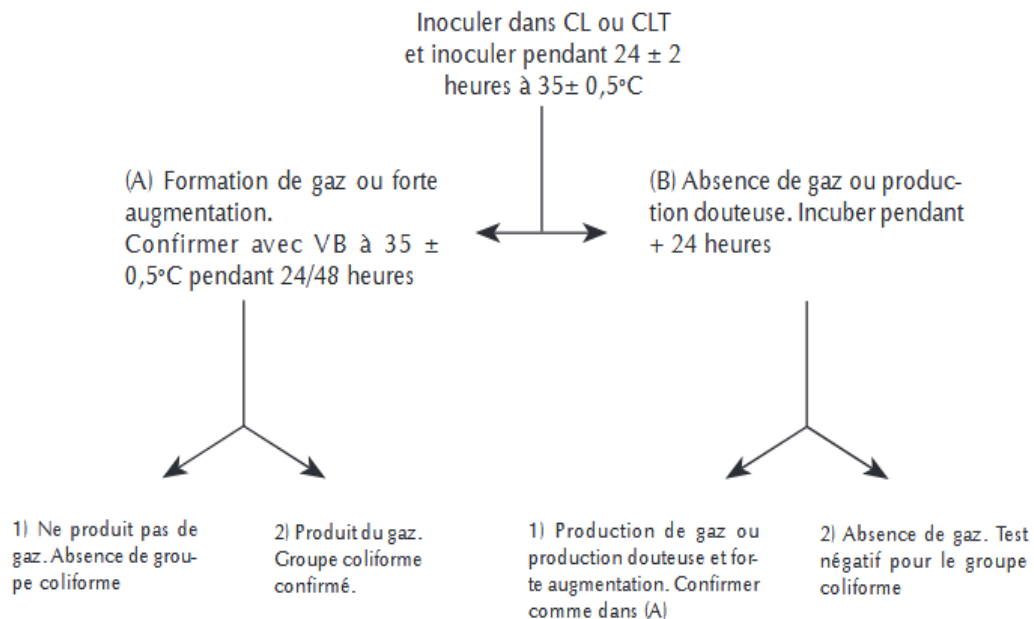 Inoculer dans CL ou CLT
et inoculer pendant 24 ± 2
heures à 35± 0,5°C
(A) Formation de gaz ou forte
augmentation.
Confirmer avec VB à 35 ±
0,5°C pendant 24/48 heures
(B) Absence de gaz ou produc-
tion douteuse. Incuber pendant
+ 24 heures
1) Ne produit pas de
gaz. Absence de grou-
pe coliforme
2) Produit du gaz.
Groupe coliforme
confirmé.
1) Production de gaz ou
production douteuse et for-
te augmentation. Confirmer
comme dans (A)
2) Absence de gaz. Test
négatif pour le groupe
coliforme